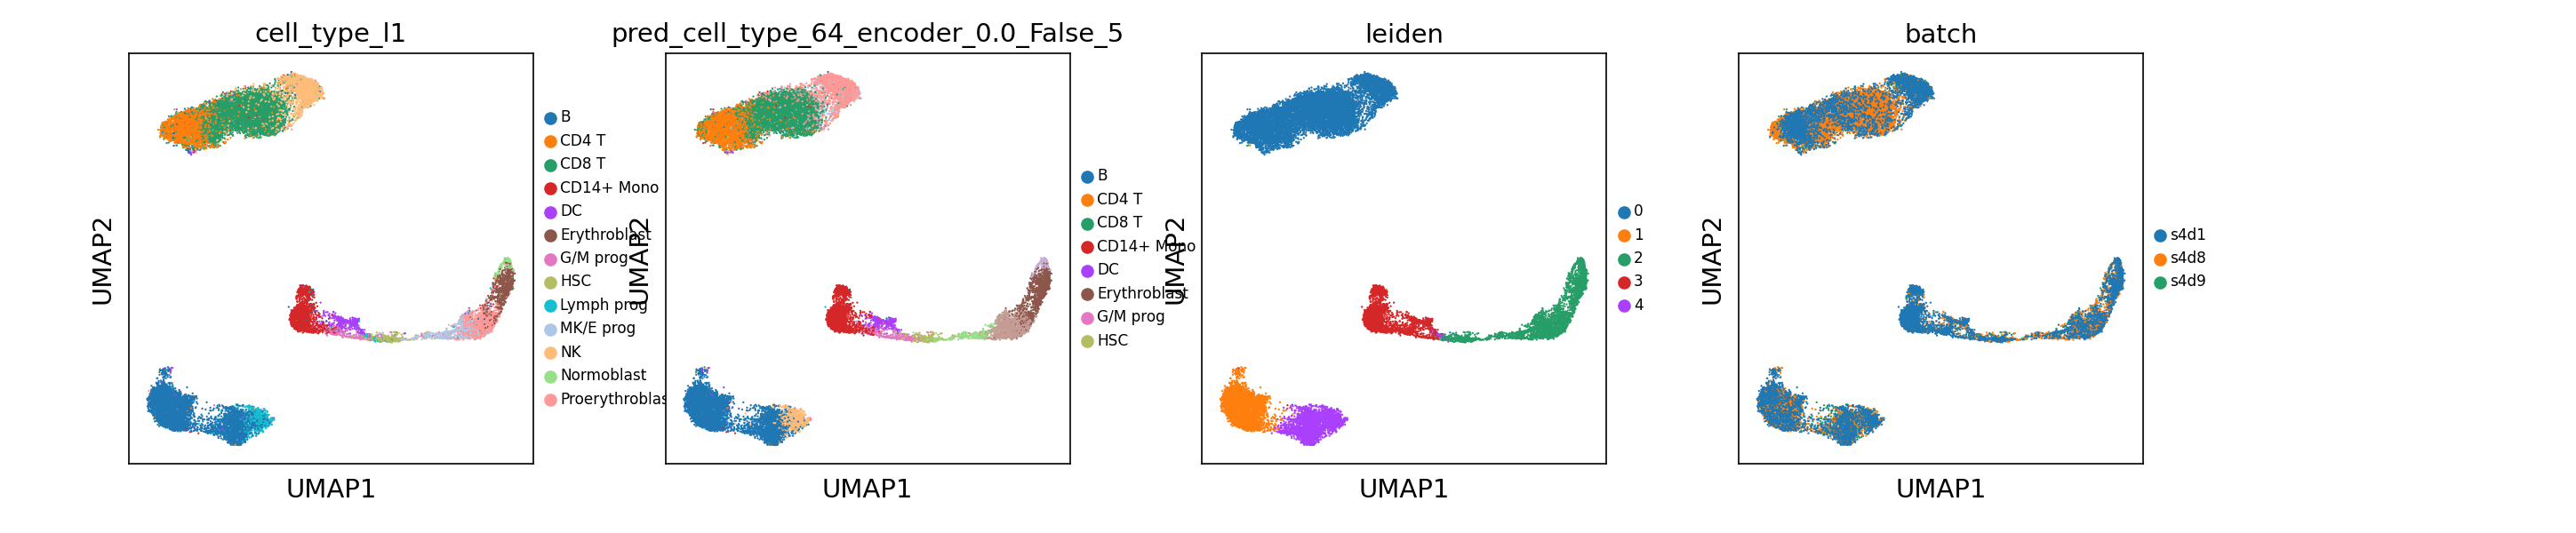 cell_type_l1
UMAP2
UMAP1
B
CD4 T
CD8 T
CD14+ Mono
DC
Erythroblast
G/M prog
HSC
Lymph prog
MK/E prog
NK
Normoblast
Proerythroblas
pred_cell_type_64_encoder_0.0_False_5
UMAP2
UMAP1
B
CD4 T
CD8 T
CD14+ Mono
DC
Erythroblast
G/M prog
HSC
leiden
UMAP2
UMAP1
0
1
2
3
4
batch
UMAP2
UMAP1
s4d1
s4d8
s4d9